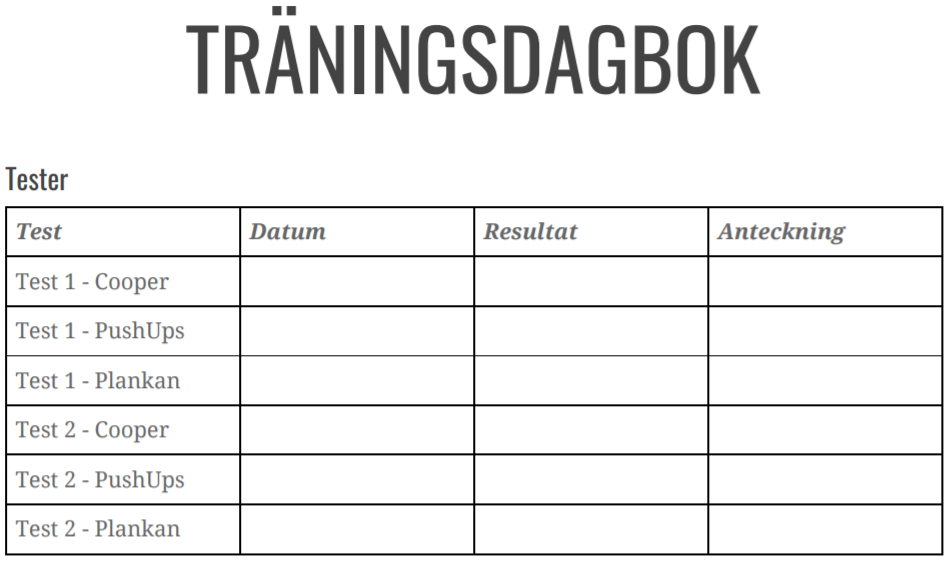 TRÄNINGSDAGBOK
Tester
Test Datum Resultat Anteckning
Test 1 - Cooper
Test 1 - PushUps
Test 1 - Plankan
Test 2 - Cooper
Test 2 - PushUps
Test 2 - Plankan